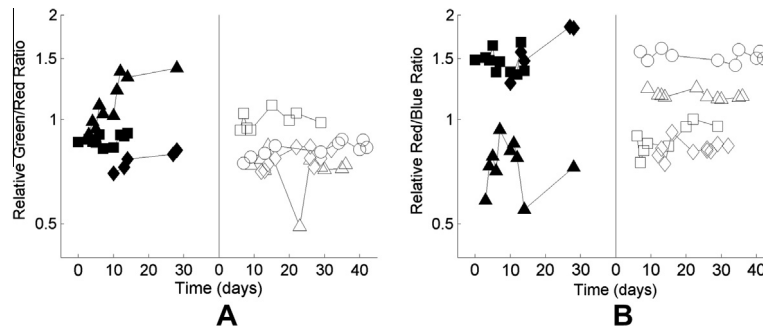 Relative Green/Red Ratio
1.5
1
0.5
0 10 20 30 0 10 20 30 40
Time (days)
A
Relative Red/Blue Ratio
2
1.5
1
0.5
0 10 20 30 0 10 20 30 40
Time (days)
B